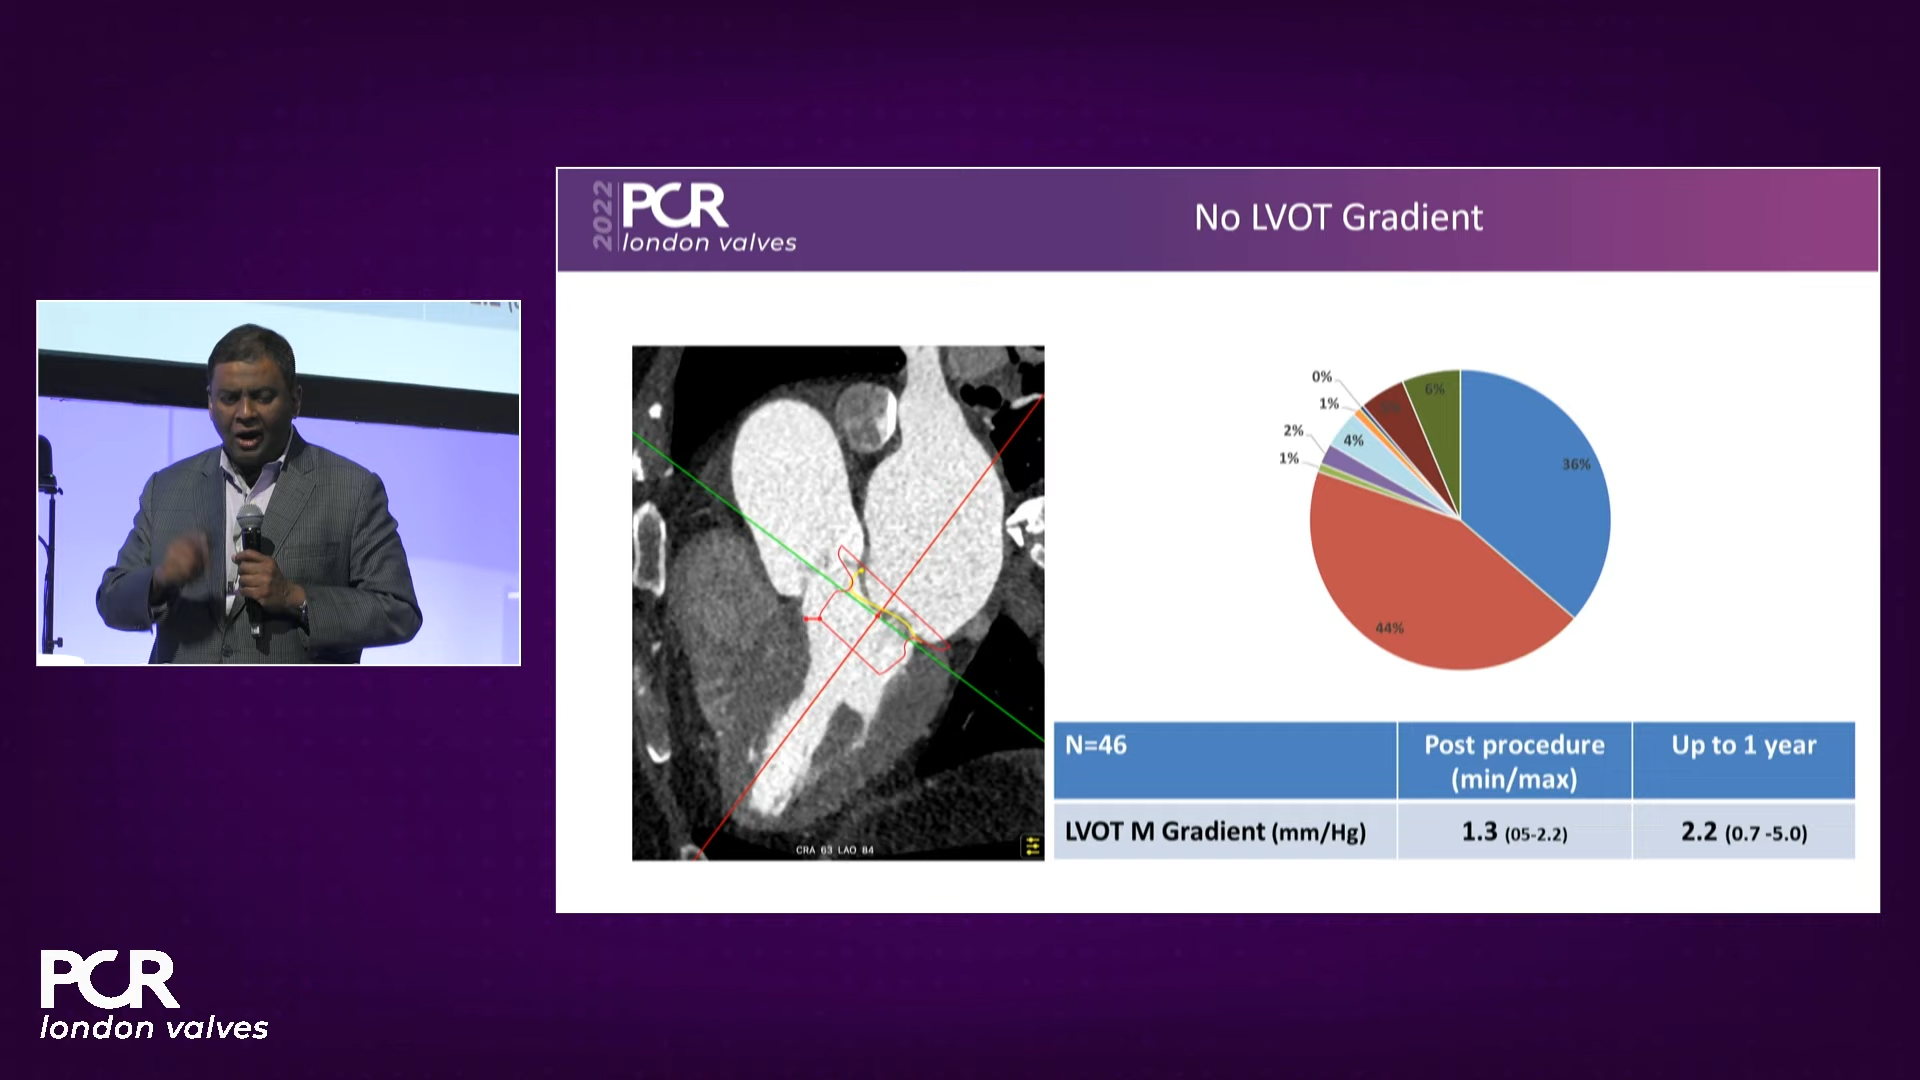 2022
PCR
london valves
No LVOT Gradient
CRA 63 LAO 84
0%
1%
2%
1%
4%
6%
36%
44%
N=46
Post procedure
(min/max)
Up to 1 year
LVOT M Gradient (mm/Hg)
1.3 (05-2.2)
2.2 (0.7 -5.0)
PCR
london valves